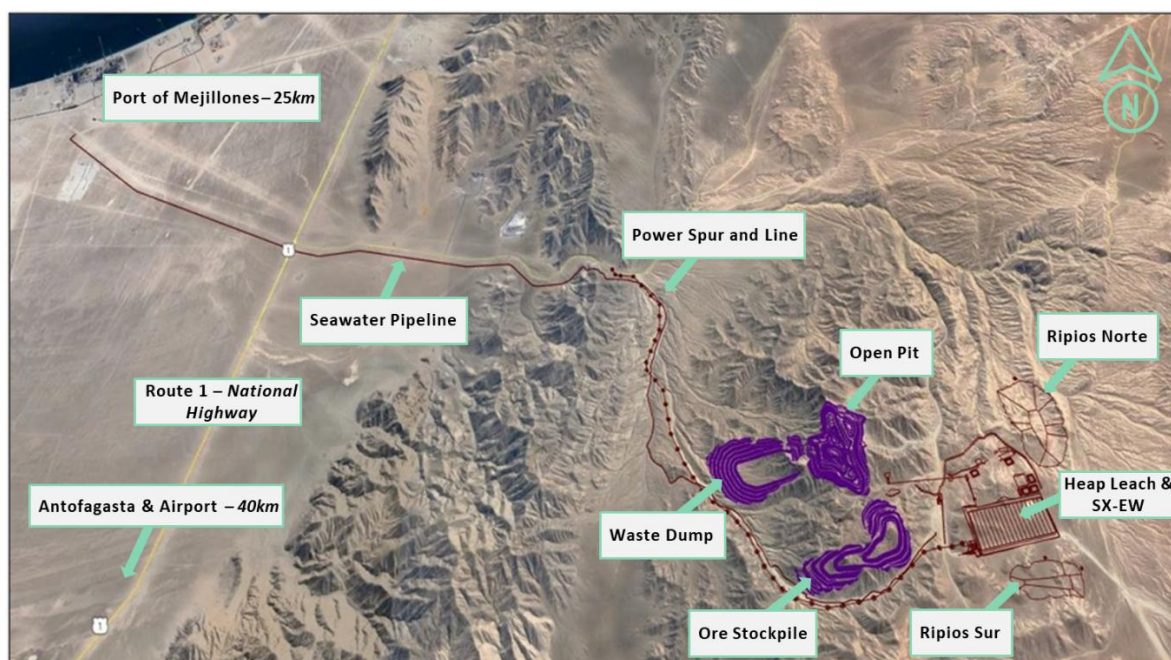 Port of Mejillones – 25km
N
Power Spur and Line
1
Seawater Pipeline
Open Pit
Ripios Norte
Route 1 – National
Highway
Heap Leach &
SX-EW
Antofagasta & Airport – 40km
Waste Dump
1
Ore Stockpile
Ripios Sur